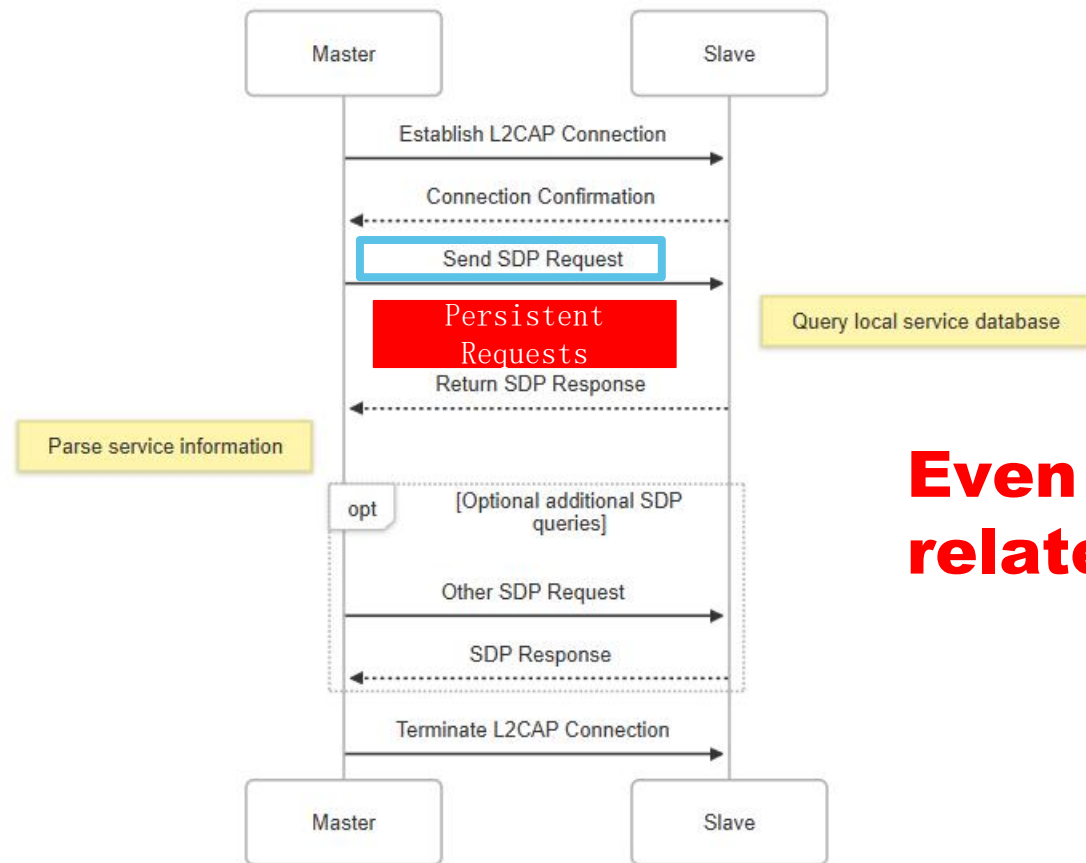 Master
Slave
Establish L2CAP Connection
Connection Confirmation
Send SDP Request
Persistent
Requests
Query local service database
Return SDP Response
Parse service information
Even
relate
opt
[Optional additional SDP
queries]
Other SDP Request
SDP Response
Terminate L2CAP Connection
Master
Slave